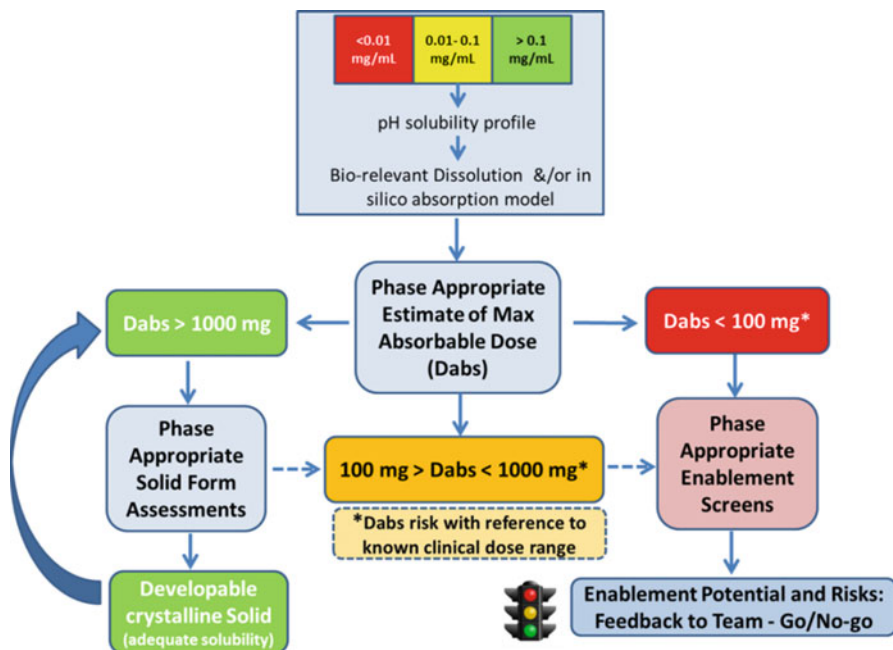 <0.01
mg/mL
0.01- 0.1
mg/mL
> 0.1
mg/mL
pH solubility profile
Bio-relevant Dissolution &/or in
silico absorption model
Phase Appropriate
Estimate of Max
Absorbable Dose
(Dabs)
Dabs > 1000 mg
Dabs < 100 mg*
Phase
Appropriate
Solid Form
Assessments
100 mg > Dabs < 1000 mg*
*Dabs risk with reference to
known clinical dose range
Phase
Appropriate
Enablement
Screens
Developable
crystalline Solid
(adequate solubility)
Enablement Potential and Risks:
Feedback to Team - Go/No-go